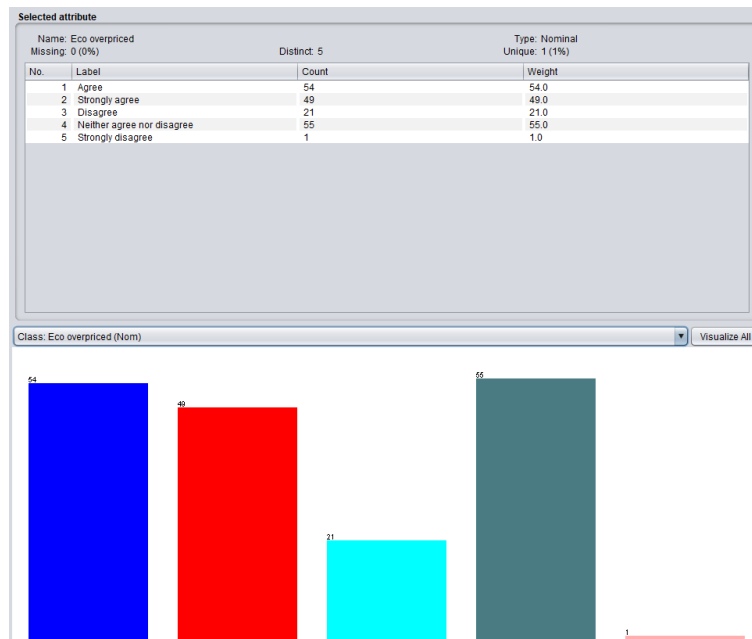 Selected attribute
Name: Eco overpriced Type: Nominal
Missing: 0 (0%) Distinct: 5 Unique: 1 (1%)
No. Label Count Weight
1 Agree 54 54.0
2 Strongly agree 49 49.0
3 Disagree 21 21.0
4 Neither agree nor disagree 55 55.0
5 Strongly disagree 1 1.0
Class: Eco overpriced (Nom) Visualize All
54 49 21 55 1